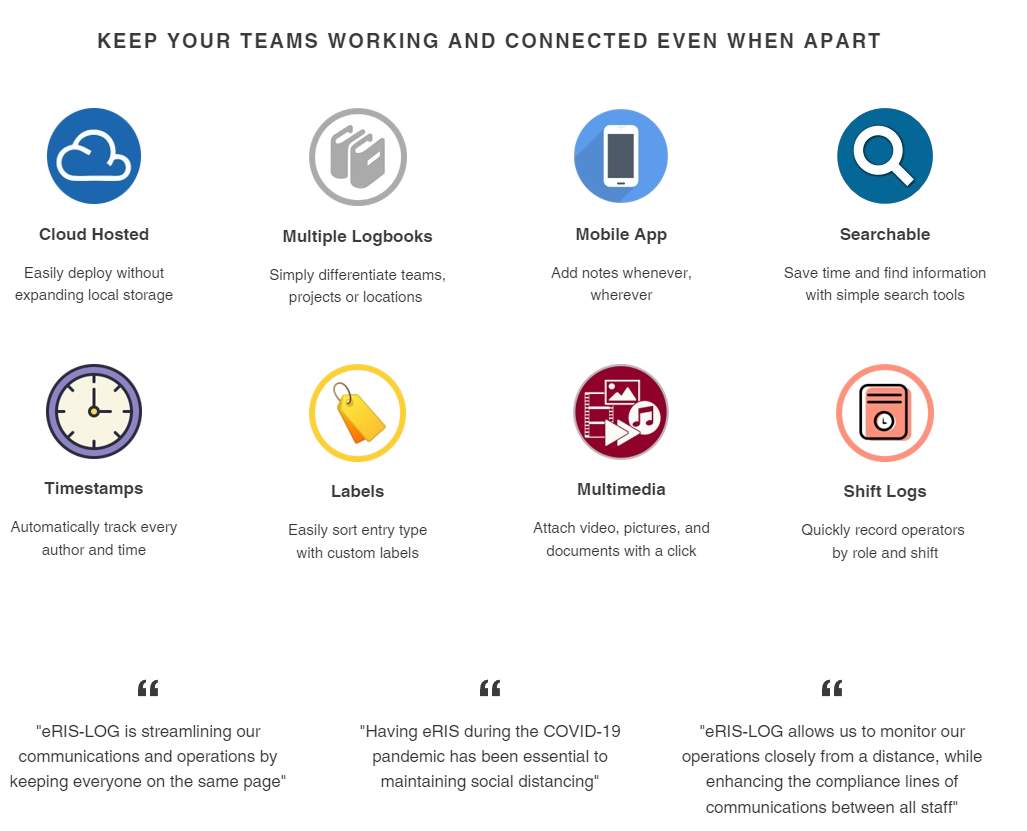 KEEP YOUR TEAMS WORKING AND CONNECTED EVEN WHEN APART
Cloud Hosted
Easily deploy without
expanding local storage
Multiple Logbooks
Simply differentiate teams,
projects or locations
Mobile App
Add notes whenever,
wherever
Searchable
Save time and find information
with simple search tools
Timestamps
Automatically track every
author and time
Labels
Easily sort entry type
with custom labels
Multimedia
Attach video, pictures, and
documents with a click
Shift Logs
Quickly record operators
by role and shift
“
"eRIS-LOG is streamlining our
communications and operations by
keeping everyone on the same page"
“
"Having eRIS during the COVID-19
pandemic has been essential to
maintaining social distancing"
“
"eRIS-LOG allows us to monitor our
operations closely from a distance, while
enhancing the compliance lines of
communications between all staff"